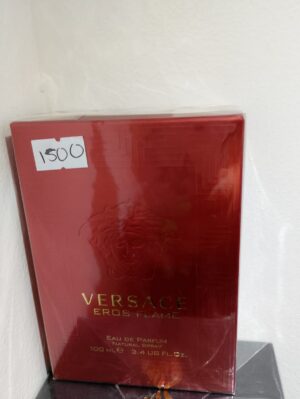 1500
VERSACE
EROS FLAME
EAU DE PARFUM
NATURAL SPRAY
100 ml ℮ 3.4 US FL.Oz.